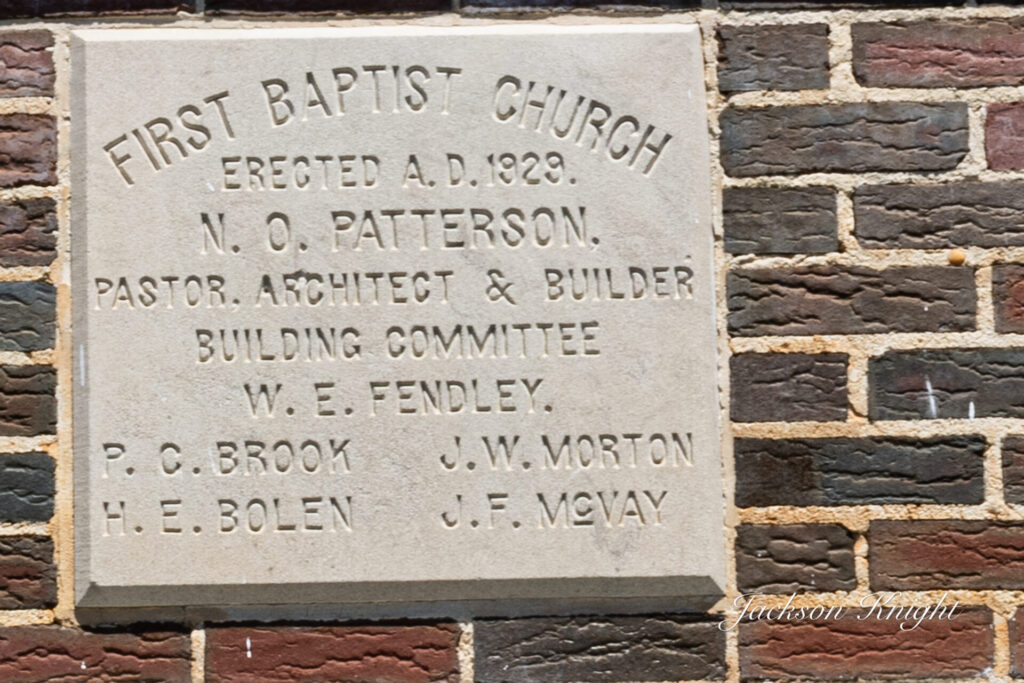 FIRST BAPTIST CHURCH
ERECTED A.D. 1929.
N. O. PATTERSON.
PASTOR, ARCHITECT & BUILDER
BUILDING COMMITTEE
W. E. FENDLEY.
P. C. BROOK J. W. MORTON
H. E. BOLEN J. F. McVAY
Jackson Knight